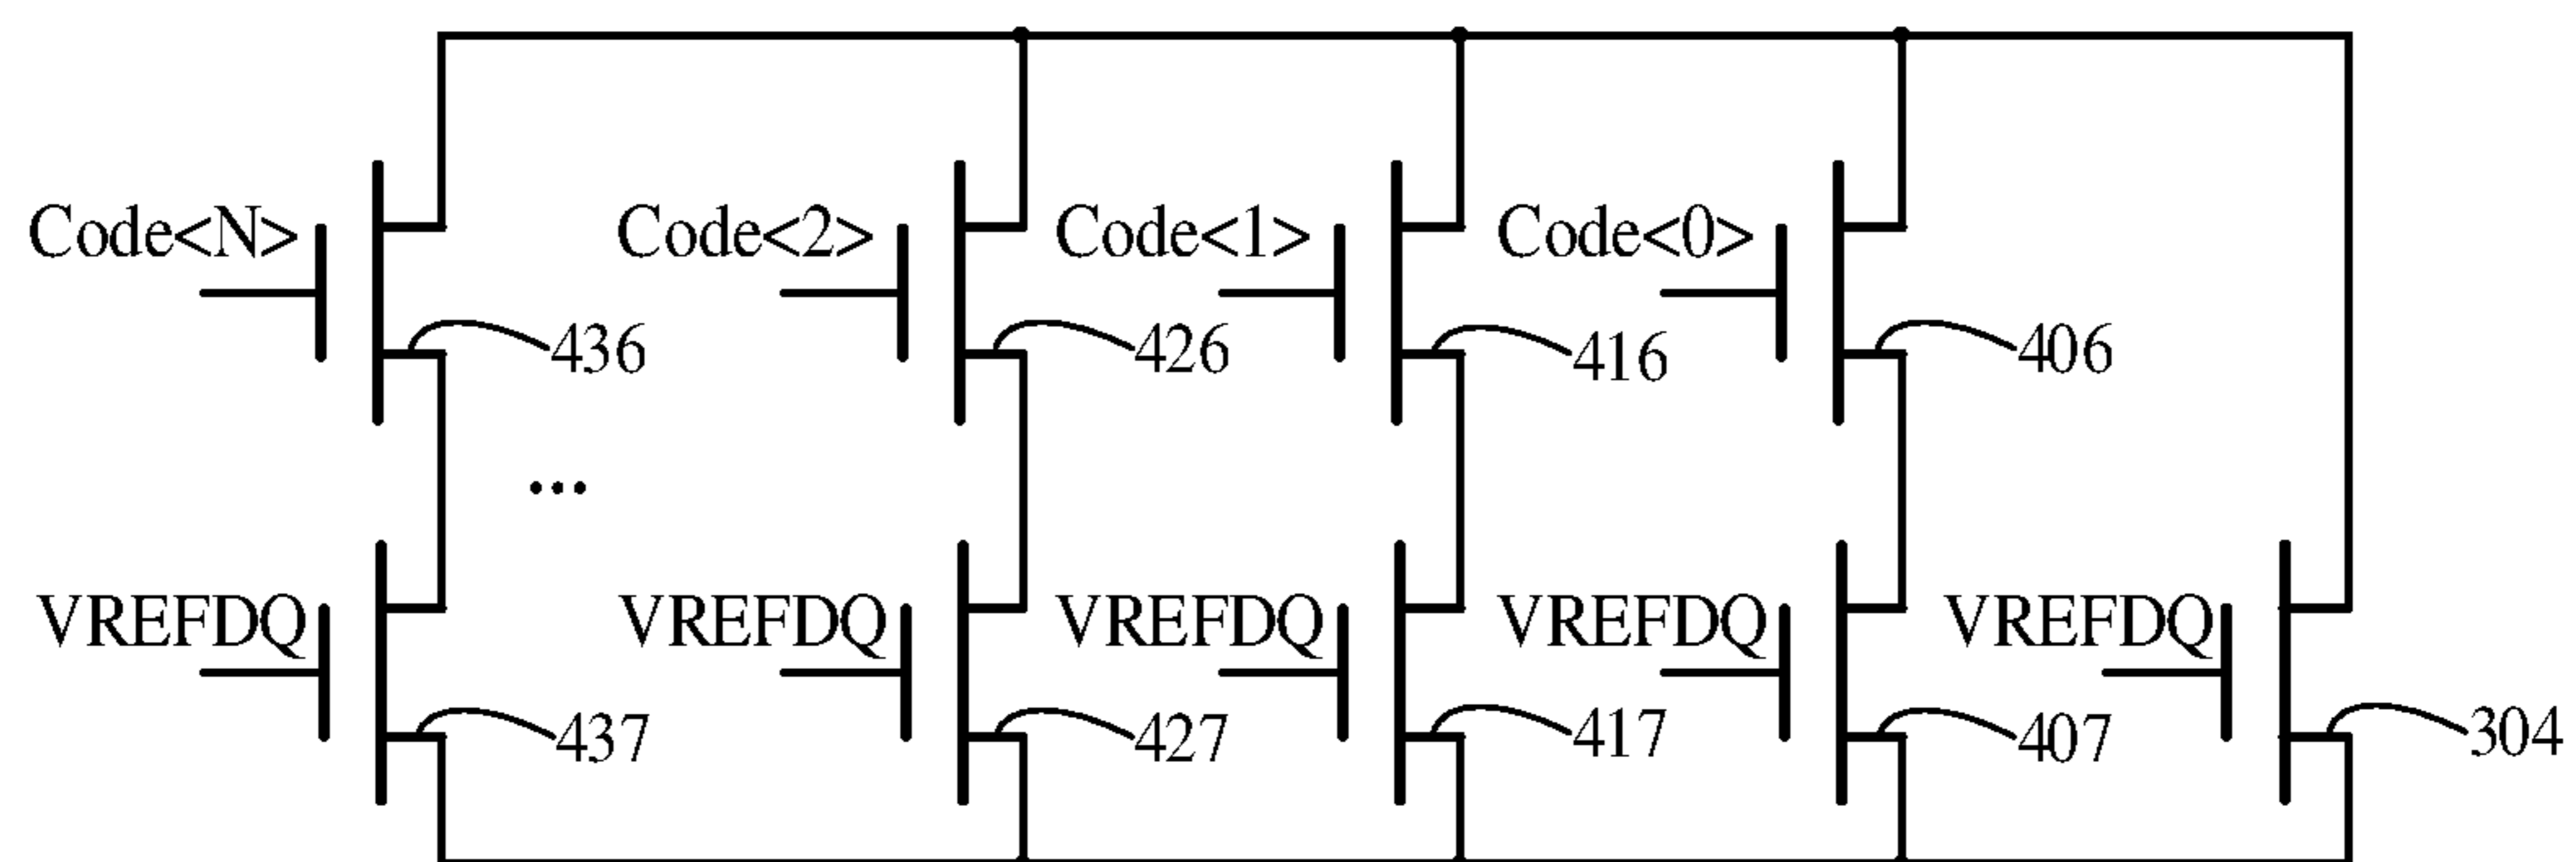 Code<N> Code<2> Code<1> Code<0>
436 426 416 406
...
VREFDQ VREFDQ VREFDQ VREFDQ VREFDQ
437 427 417 407 304